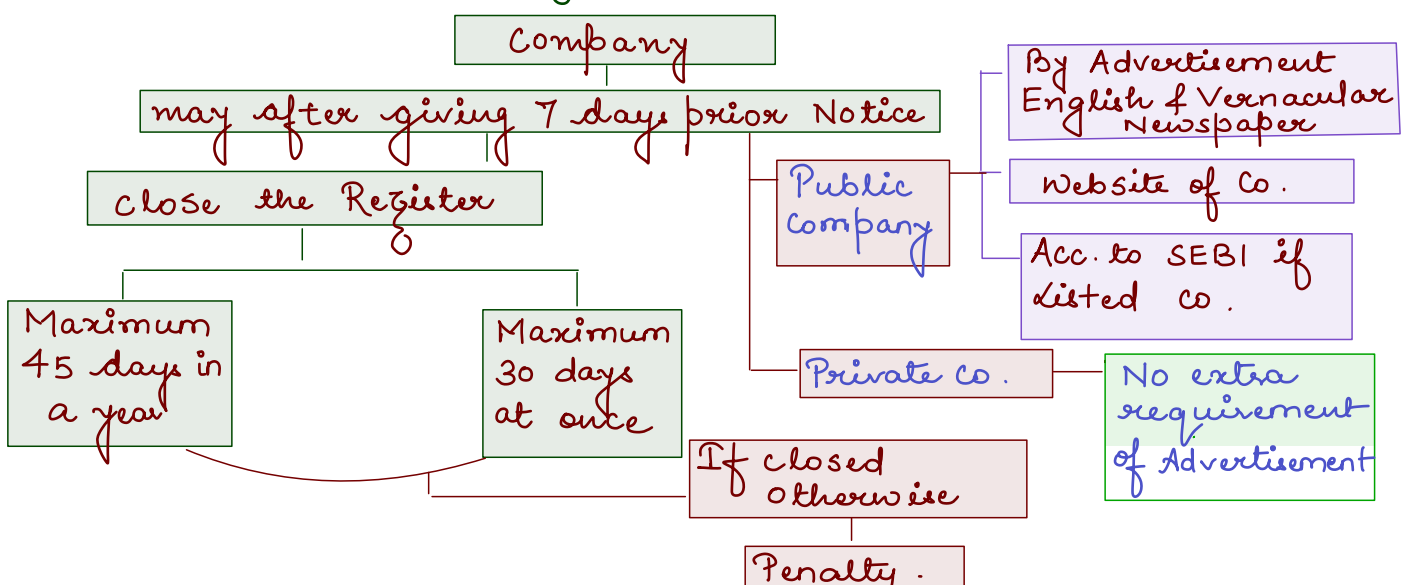 Company
may after giving 7 days prior Notice
close the Register
Maximum
45 days in
a year
Maximum
30 days
at once
If closed
otherwise
Penalty.
Public
company
By Advertisement
English & Vernacular
Newspaper
Website of Co.
Acc. to SEBI if
Listed co.
Private co.
No extra
requirement
of Advertisement